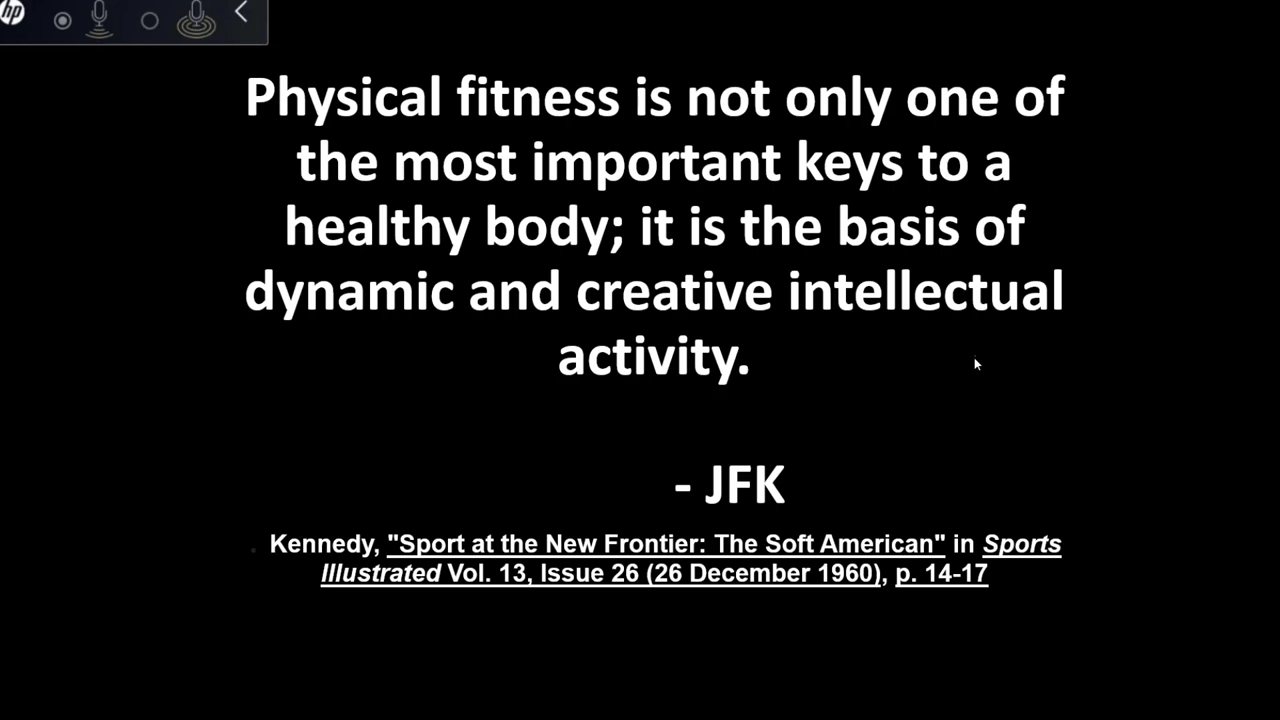 hp
Physical fitness is not only one of
the most important keys to a
healthy body; it is the basis of
dynamic and creative intellectual
activity.
- JFK
Kennedy, "Sport at the New Frontier: The Soft American" in Sports
Illustrated Vol. 13, Issue 26 (26 December 1960), p. 14-17